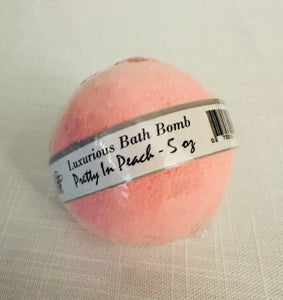 Luxurious Bath Bomb
Pretty In Peach - 5 oz